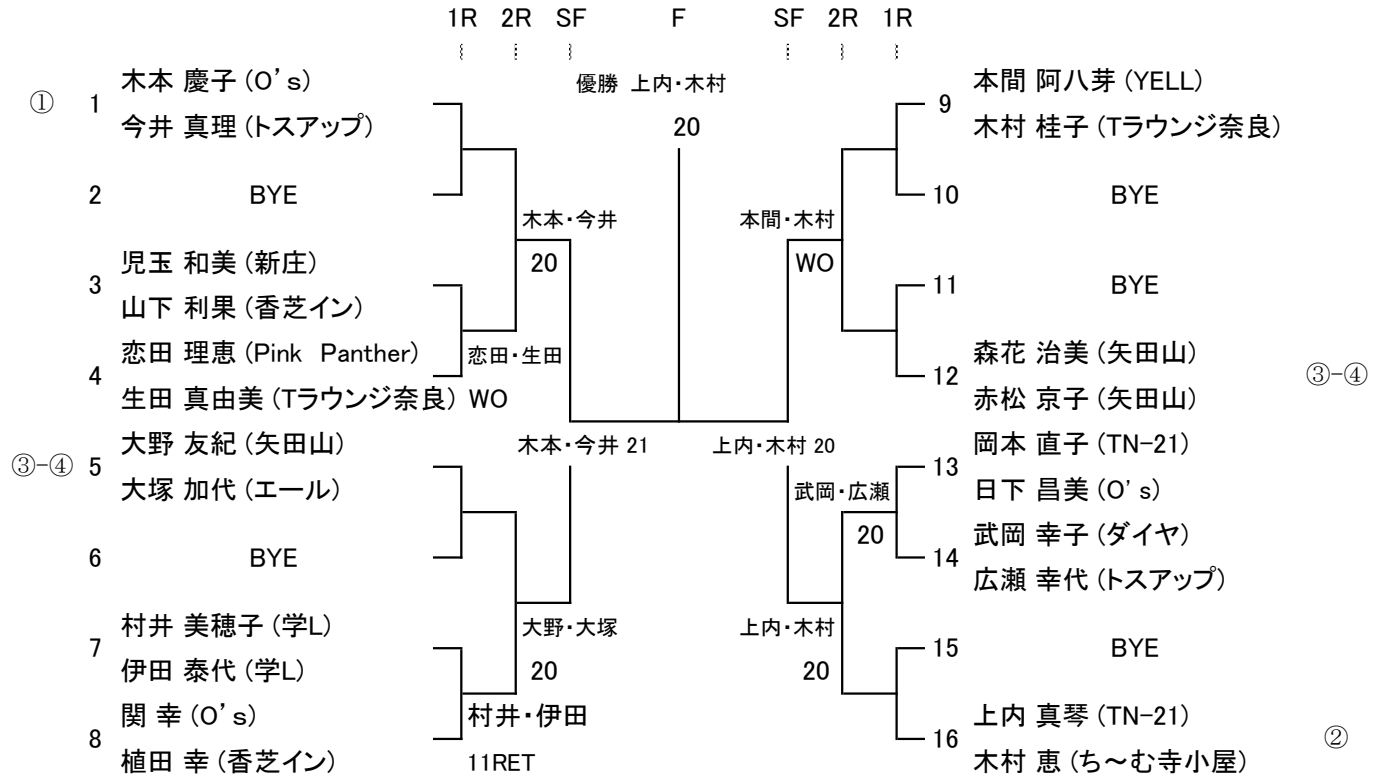 1R 2R SF F SF 2R 1R
優勝 上内・木村
20
① 1 木本 慶子 (O's)
今井 真理 (トスアップ)
2 BYE
木本・今井
20
3 児玉 和美 (新庄)
山下 利果 (香芝イン)
4 恋田 理恵 (Pink Panther)
生田 真由美 (Tラウンジ奈良) WO
恋田・生田
③-④ 5 大野 友紀 (矢田山)
大塚 加代 (エール)
木本・今井 21
6 BYE
7 村井 美穂子 (学L)
伊田 泰代 (学L)
大野・大塚
20
8 関 幸 (O's)
植田 幸 (香芝イン)
村井・伊田
11RET
9 本間 阿八芽 (YELL)
木村 桂子 (Tラウンジ奈良)
10 BYE
本間・木村
WO
11 BYE
12 森花 治美 (矢田山)
赤松 京子 (矢田山)
③-④
上内・木村 20
13 岡本 直子 (TN-21)
日下 昌美 (O's)
武岡・広瀬
20
14 武岡 幸子 (ダイヤ)
広瀬 幸代 (トスアップ)
上内・木村
20
15 BYE
16 上内 真琴 (TN-21)
木村 恵 (ち～む寺小屋)
②